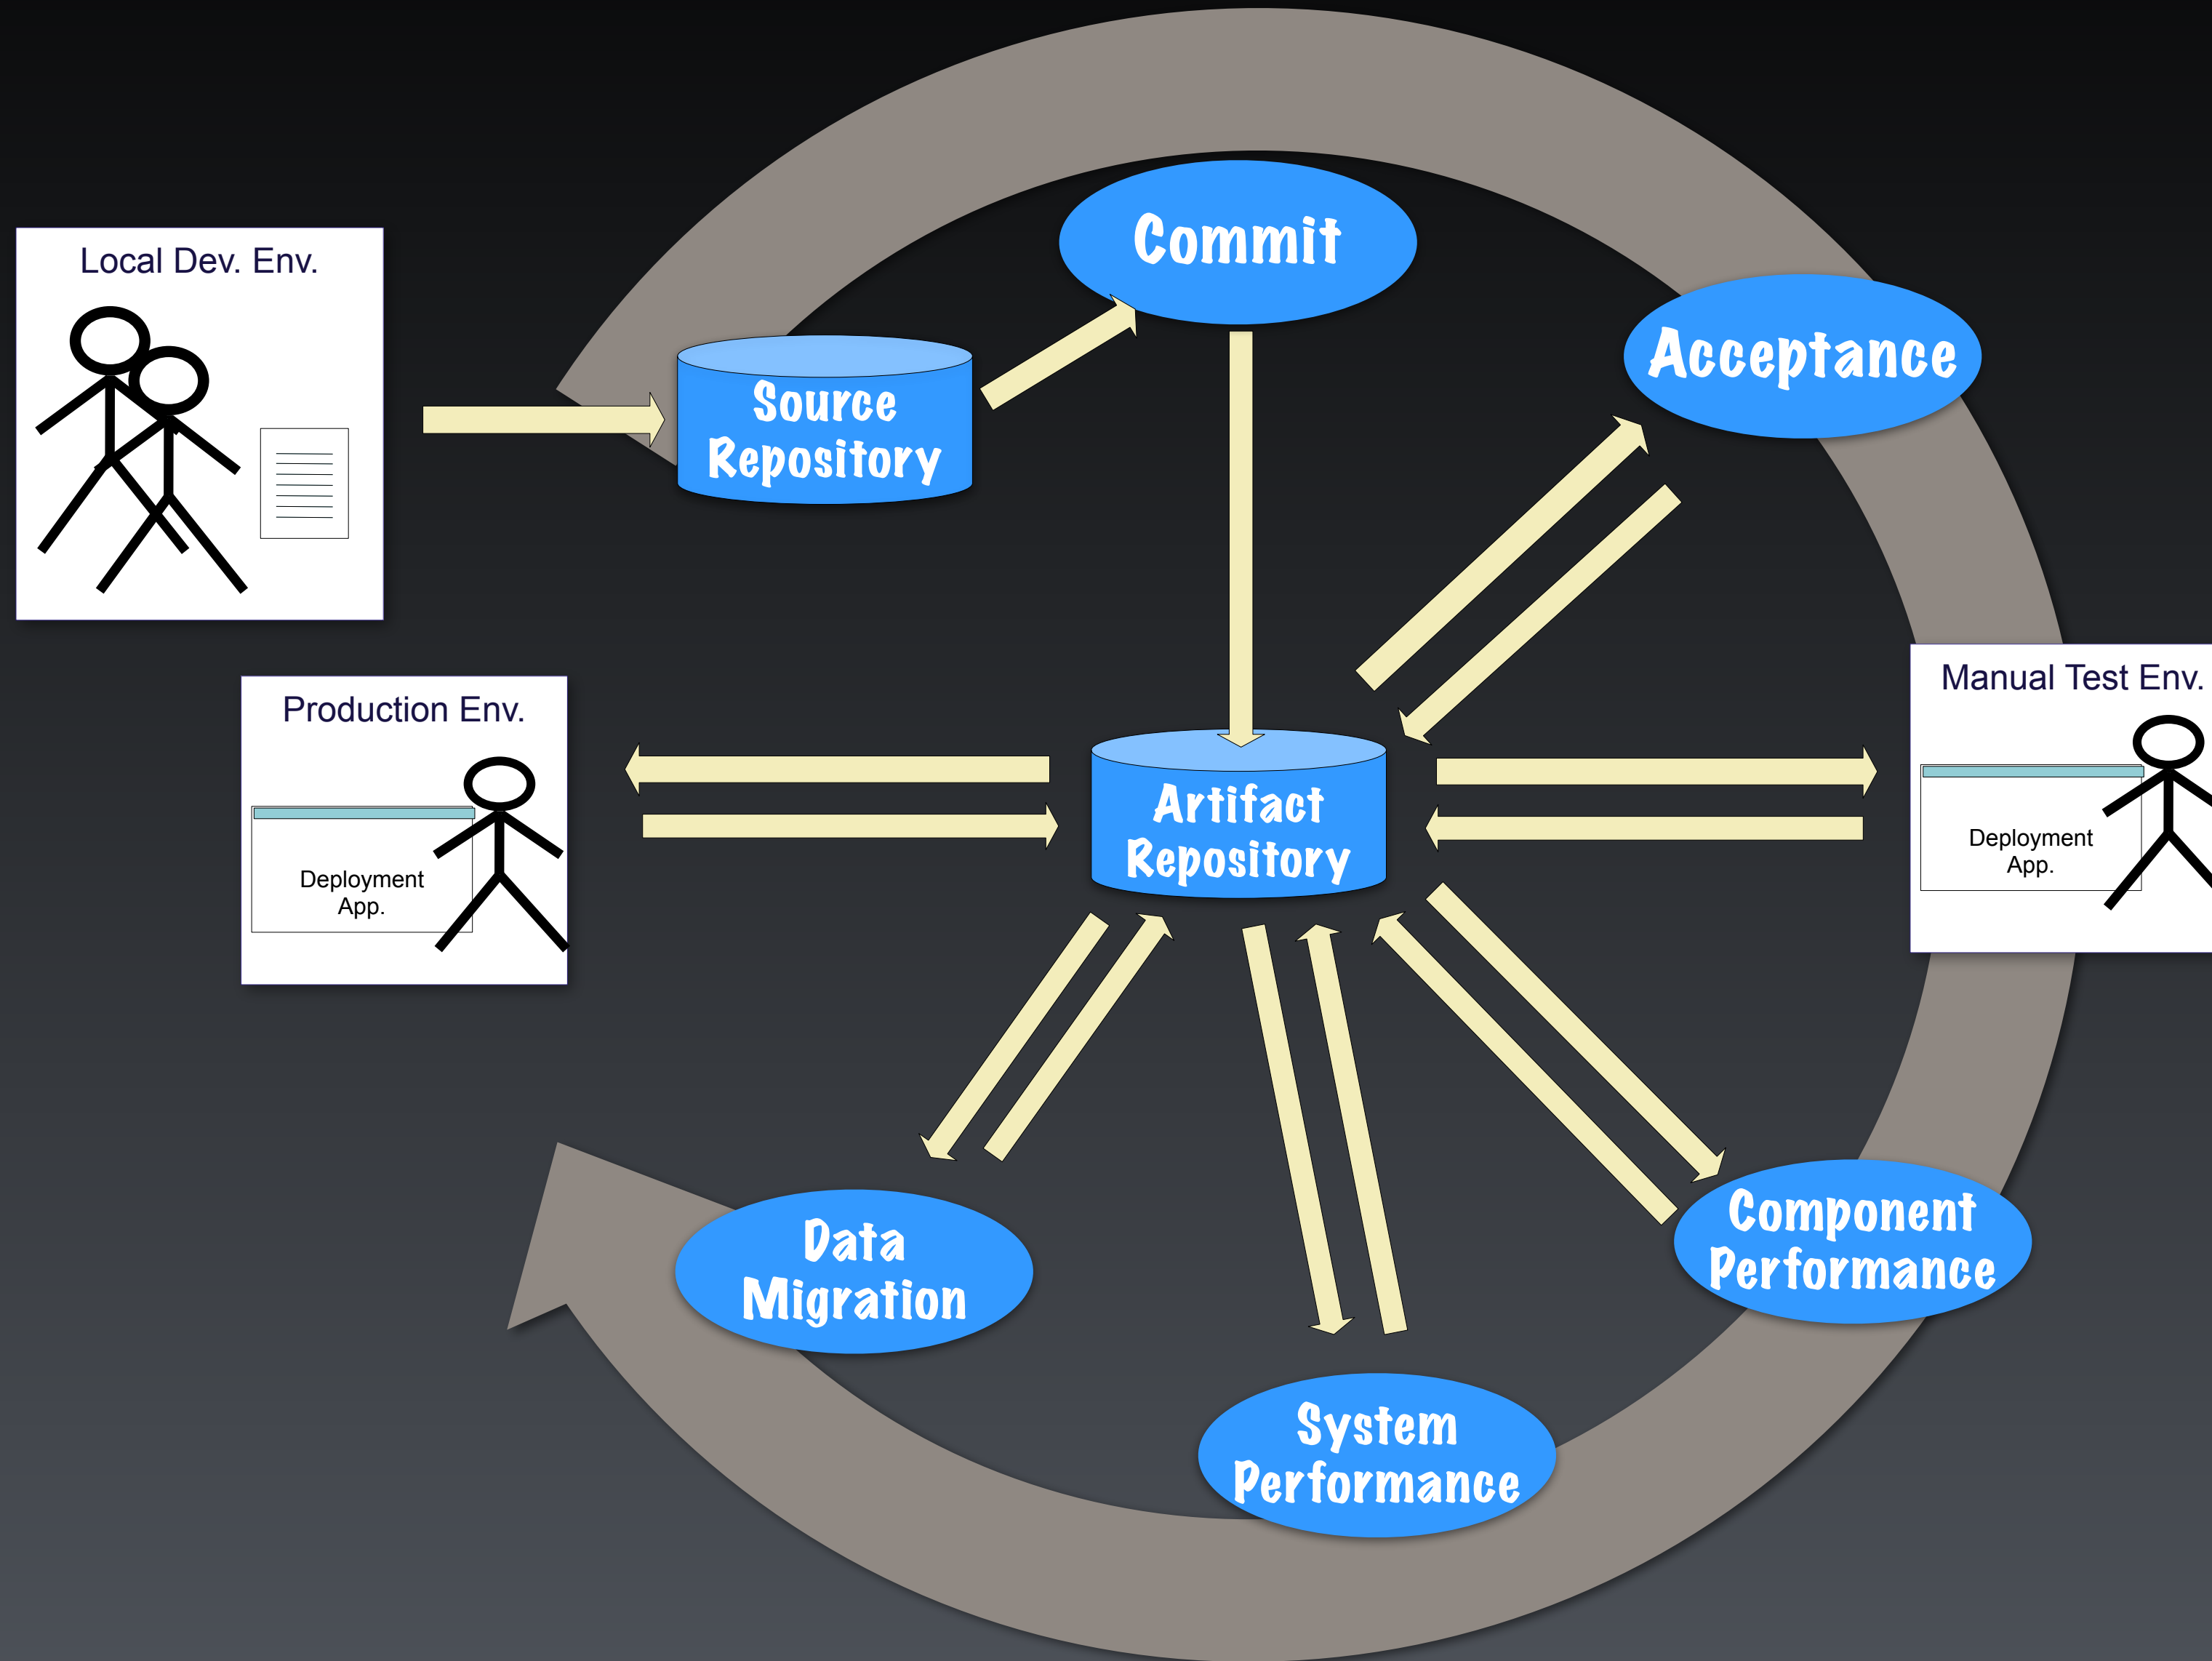 Commit
Local Dev. Env.
Acceptance
Source
Repository
Manual Test Env.
Production Env.
Artifact
Repository
Deployment
App.
Deployment
App.
Component
Performance
Data
Migration
System
Performance